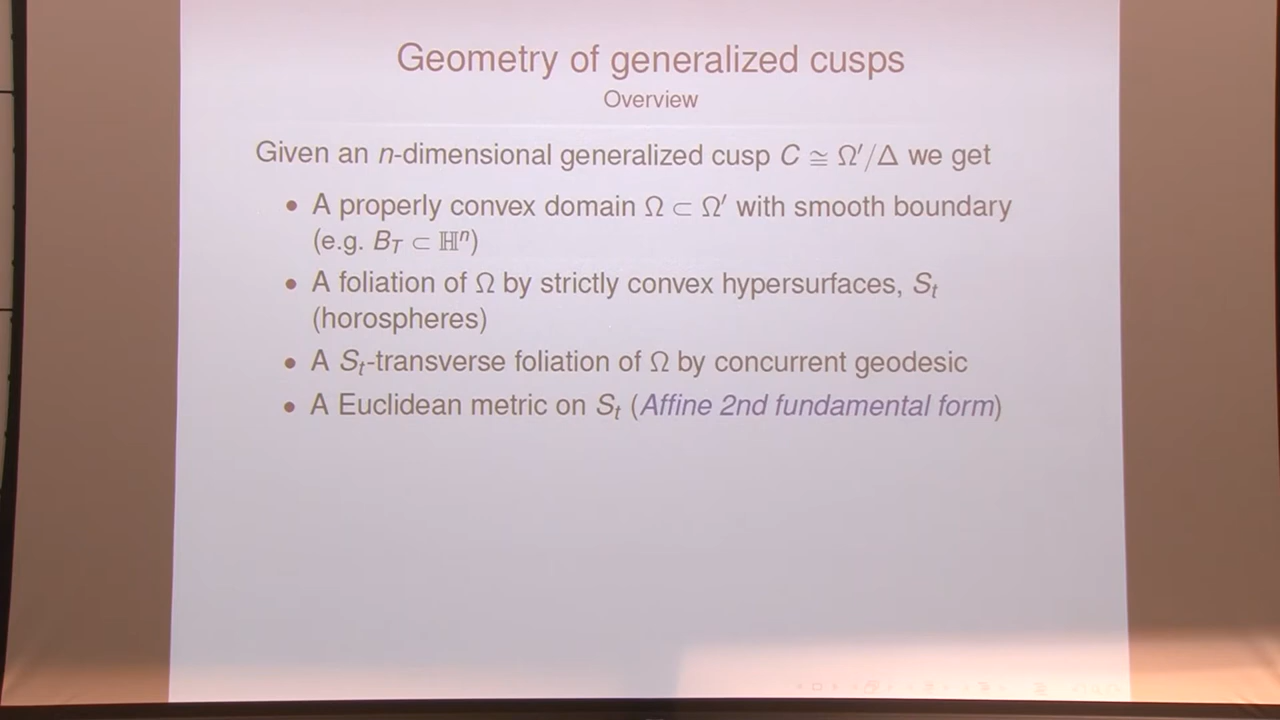 Geometry of generalized cusps
Overview
Given an n-dimensional generalized cusp C ≅ Ω′/Δ we get
• A properly convex domain Ω ⊂ Ω′ with smooth boundary
(e.g. B_T ⊂ ℍⁿ)
• A foliation of Ω by strictly convex hypersurfaces, S_t
(horospheres)
• A S_t-transverse foliation of Ω by concurrent geodesic
• A Euclidean metric on S_t (Affine 2nd fundamental form)